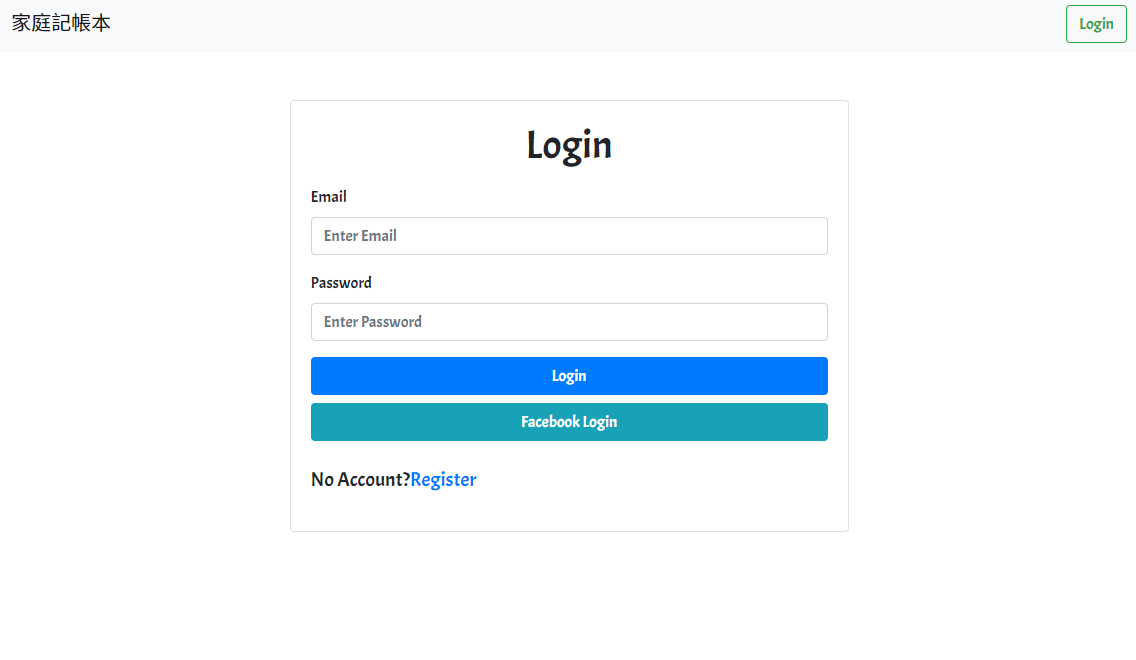 家庭記帳本
Login
Login
Email
Enter Email
Password
Enter Password
Login
Facebook Login
No Account?Register